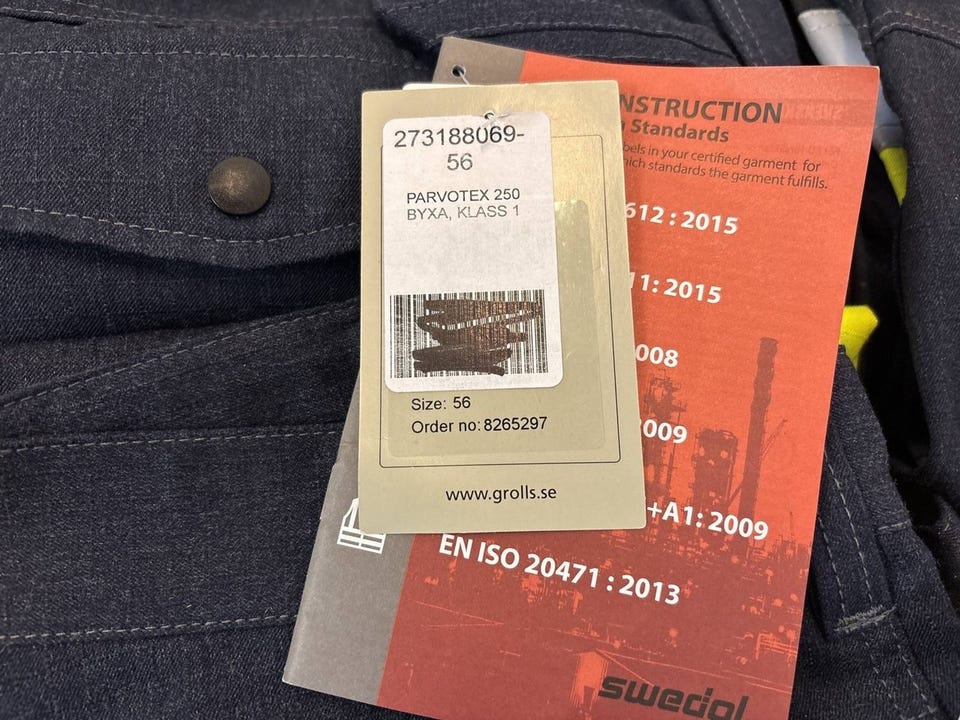 273188069-
56
PARVOTEX 250
BYXA, KLASS 1
Size: 56
Order no: 8265297
www.grolls.se
NSTRUCTION
Standards
bels in your certified garment for
hich standards the garment fulfills.
612 : 2015
11: 2015
008
2009
+A1: 2009
EN ISO 20471 : 2013
swedol